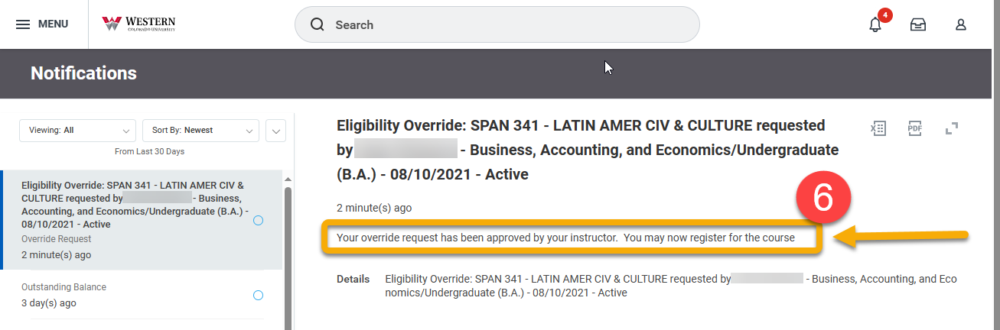 MENU
WESTERN
COLORADO UNIVERSITY
Search
4
Notifications
Viewing: All
Sort By: Newest
From Last 30 Days
Eligibility Override: SPAN 341 - LATIN AMER CIV &
CULTURE requested by - Business,
Accounting, and Economics/Undergraduate (B.A.) -
08/10/2021 - Active
Override Request
2 minute(s) ago
Outstanding Balance
3 day(s) ago
Eligibility Override: SPAN 341 - LATIN AMER CIV & CULTURE requested
by - Business, Accounting, and Economics/Undergraduate
(B.A.) - 08/10/2021 - Active
X
PDF
2 minute(s) ago
6
Your override request has been approved by your instructor.  You may now register for the course
Details
Eligibility Override: SPAN 341 - LATIN AMER CIV & CULTURE requested by - Business, Accounting, and Eco
nomics/Undergraduate (B.A.) - 08/10/2021 - Active